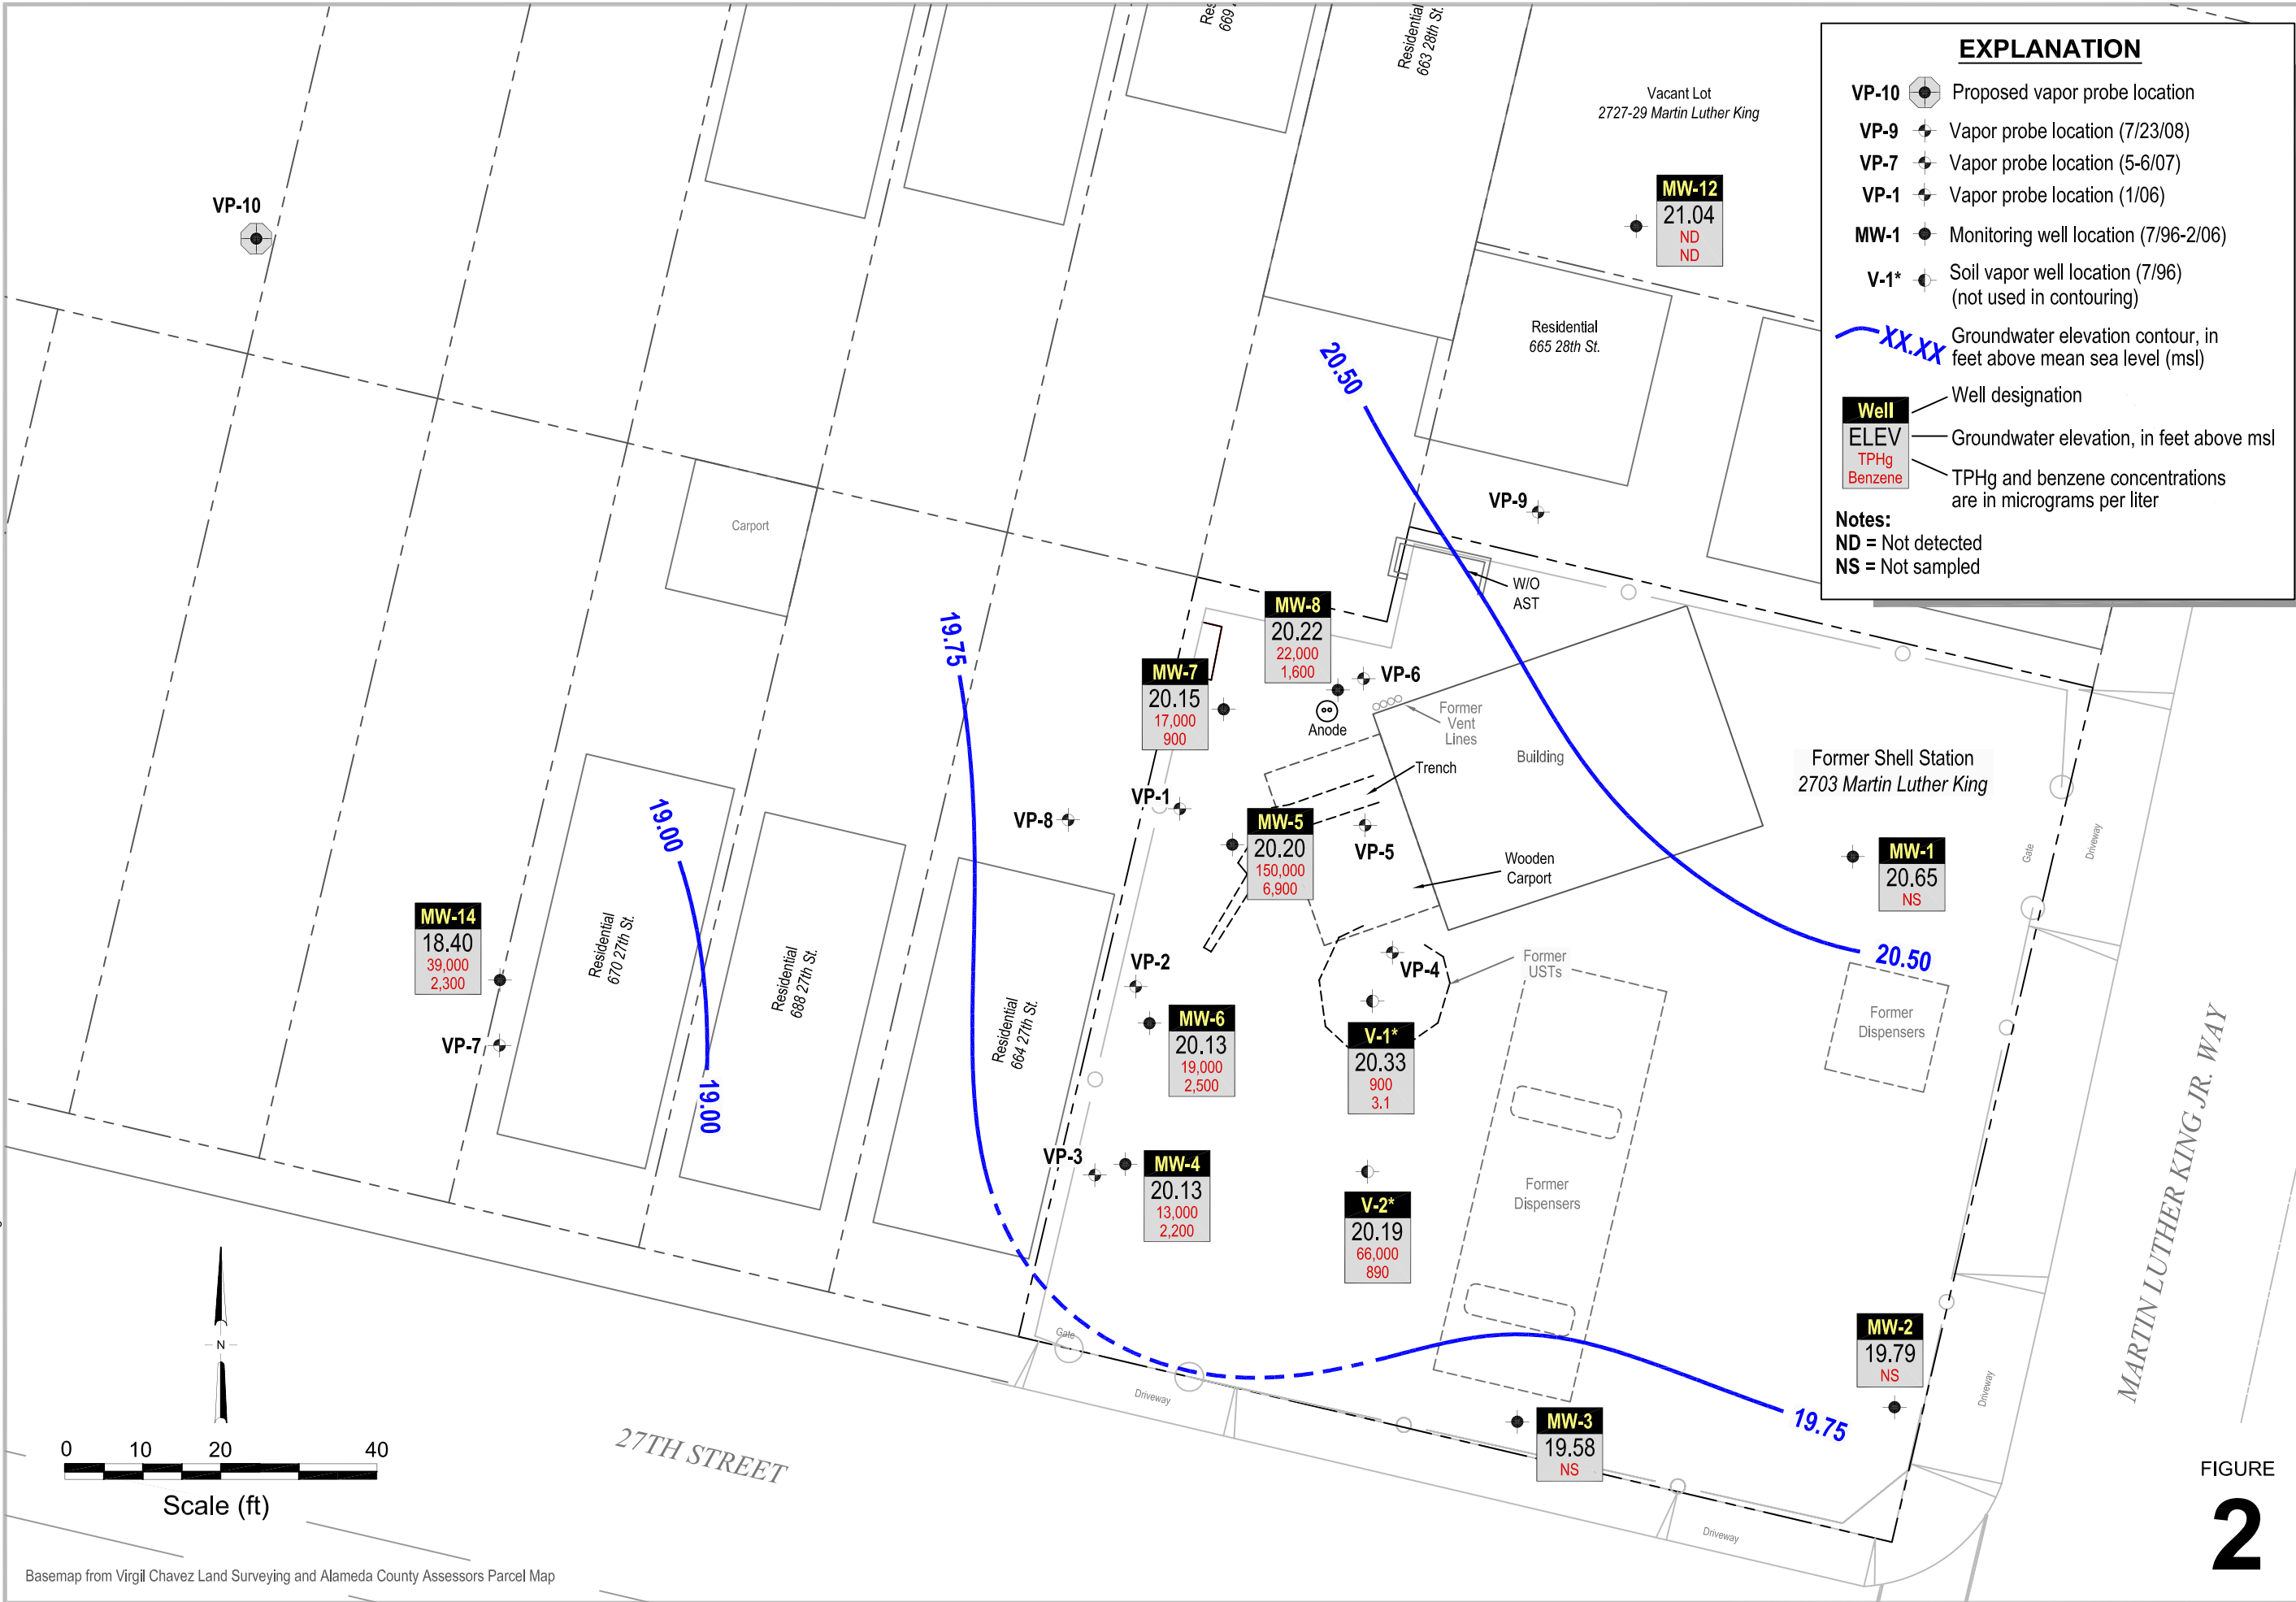 EXPLANATION
VP-10 Proposed vapor probe location
VP-9 Vapor probe location (7/23/08)
VP-7 Vapor probe location (5-6/07)
VP-1 Vapor probe location (1/06)
MW-1 Monitoring well location (7/96-2/06)
V-1* Soil vapor well location (7/96)
(not used in contouring)
XX.XX Groundwater elevation contour, in
feet above mean sea level (msl)
Well
ELEV
TPHg
Benzene
Well designation
Groundwater elevation, in feet above msl
TPHg and benzene concentrations
are in micrograms per liter
Notes:
ND = Not detected
NS = Not sampled
669
Residential
663 28th St.
Vacant Lot
2727-29 Martin Luther King
MW-12
21.04
ND
ND
VP-10
Residential
665 28th St.
20.50
VP-9
Carport
W/O
AST
MW-8
20.22
22,000
1,600
19.75
MW-7
20.15
17,000
900
VP-6
Anode
Former
Vent
Lines
Building
Trench
Former Shell Station
2703 Martin Luther King
VP-1
VP-8
19.00
MW-5
20.20
150,000
6,900
VP-5
Wooden
Carport
MW-1
20.65
NS
Gate
Driveway
MW-14
18.40
39,000
2,300
Residential
670 27th St.
Residential
688 27th St.
Residential
664 27th St.
VP-2
VP-4
Former
USTs
20.50
Former
Dispensers
VP-7
MW-6
20.13
19,000
2,500
V-1*
20.33
900
3.1
19.00
VP-3
MW-4
20.13
13,000
2,200
V-2*
20.19
66,000
890
Former
Dispensers
MARTIN LUTHER KING JR. WAY
MW-2
19.79
NS
Driveway
Gate
Driveway
MW-3
19.58
NS
19.75
N
0 10 20 40
Scale (ft)
27TH STREET
Driveway
FIGURE
2
Basemap from Virgil Chavez Land Surveying and Alameda County Assessors Parcel Map